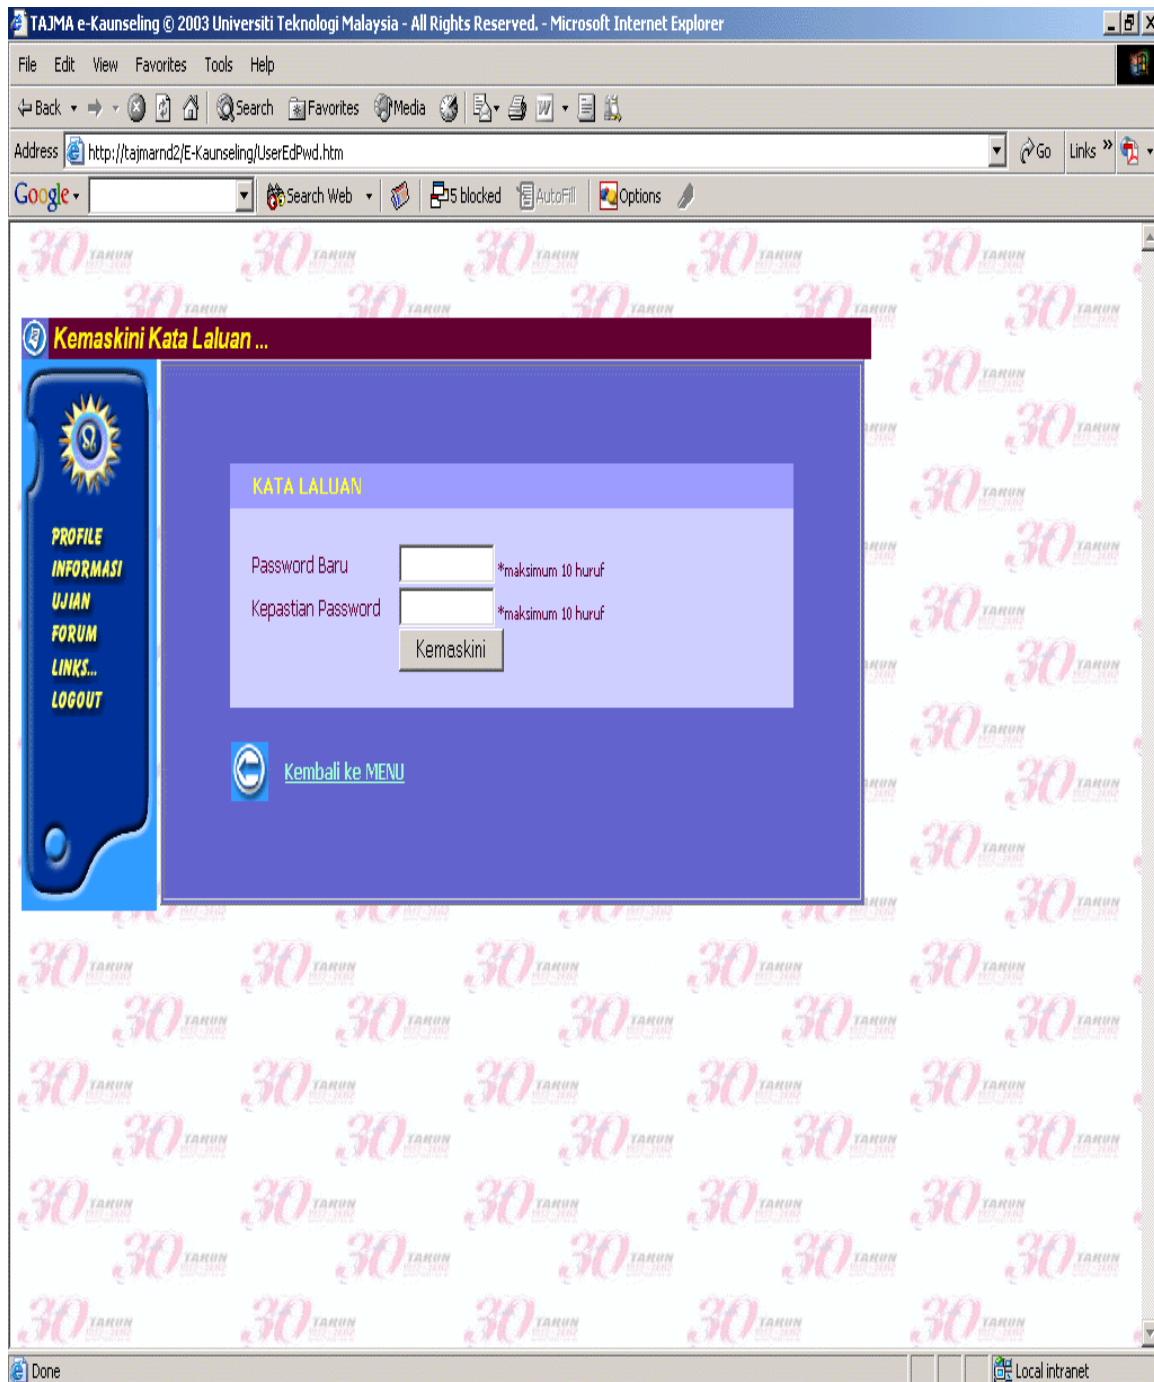 TAJMA e-Kaunseling © 2003 Universiti Teknologi Malaysia - All Rights Reserved. - Microsoft Internet Explorer
File Edit View Favorites Tools Help
Back Search Favorites Media
Address http://tajmarnd2/E-Kaunseling/UserEdPwd.htm Go Links »
Google Search Web 5 blocked AutoFill Options
30 TAHUN
Kemaskini Kata Laluan ...
PROFILE
INFORMASI
UJIAN
FORUM
LINKS...
LOGOUT
KATA LALUAN
Password Baru *maksimum 10 huruf
Kepastian Password *maksimum 10 huruf
Kemaskini
Kembali ke MENU
Done Local intranet